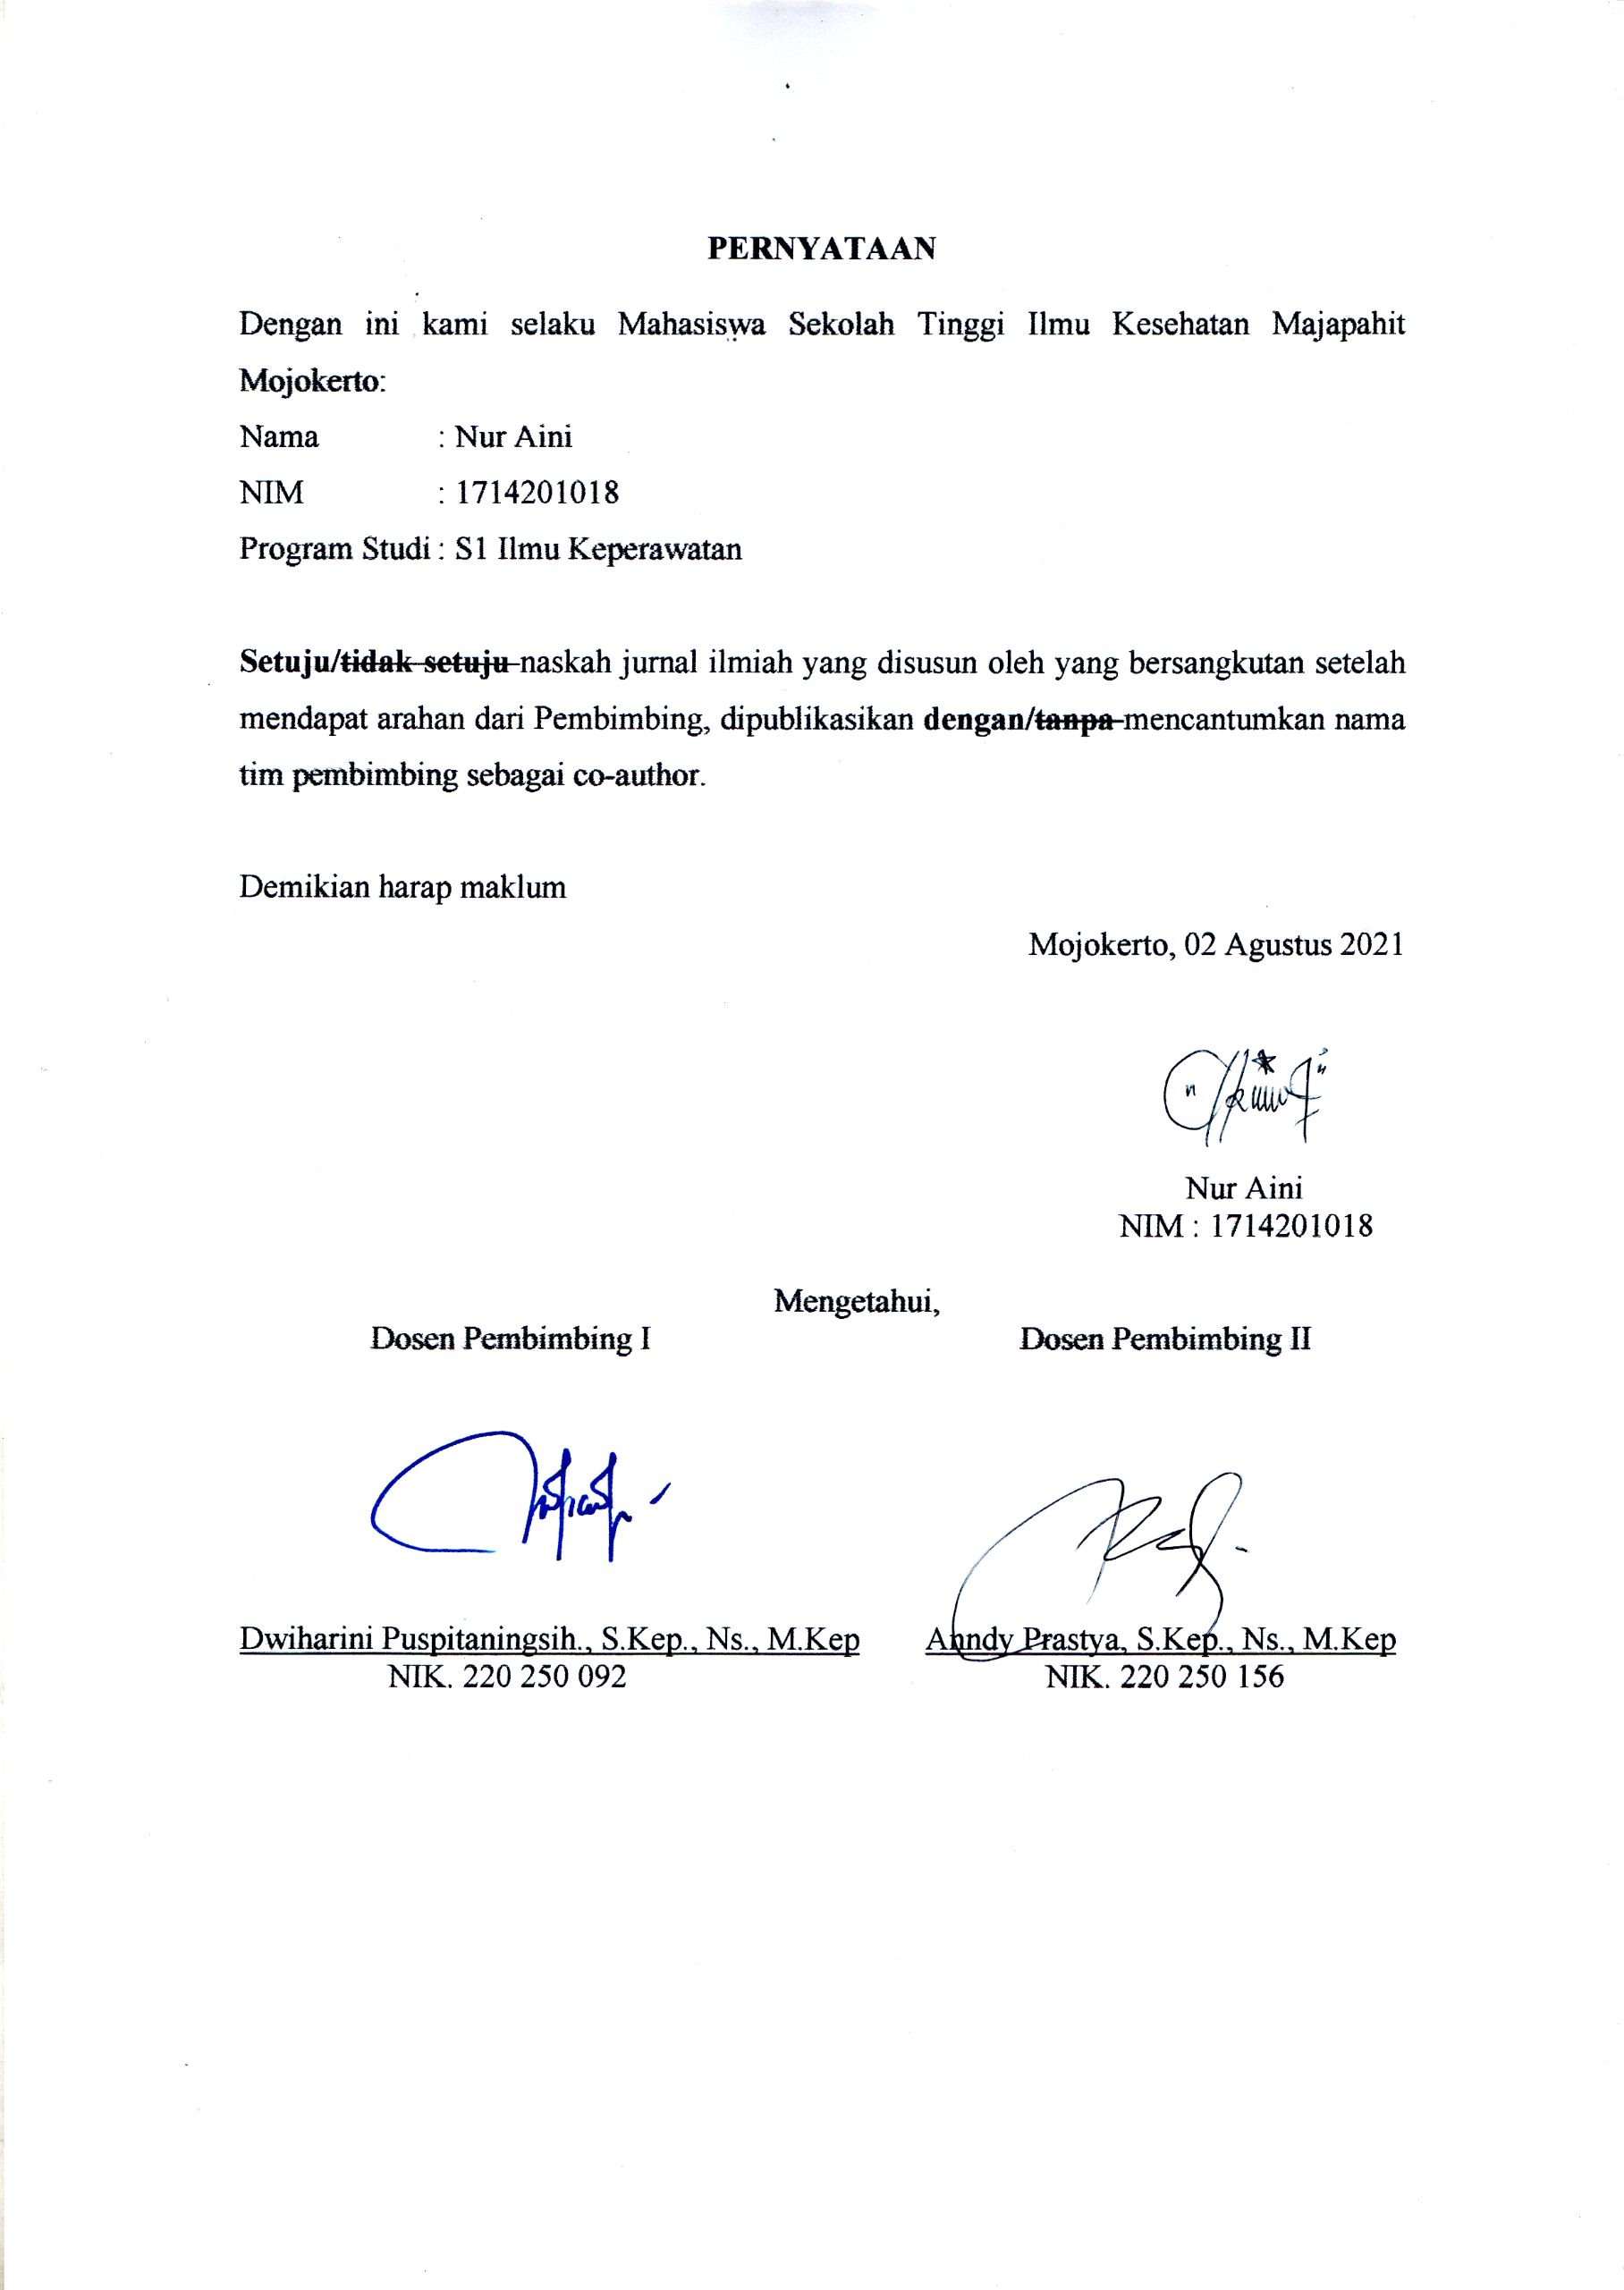 PERNYATAAN
Dengan ini kami selaku Mahasiswa Sekolah Tinggi Ilmu Kesehatan Majapahit
Mojokerto:
Nama : Nur Aini
NIM : 1714201018
Program Studi : S1 Ilmu Keperawatan
Setuju/tidak setuju naskah jurnal ilmiah yang disusun oleh yang bersangkutan setelah
mendapat arahan dari Pembimbing, dipublikasikan dengan/tanpa mencantumkan nama
tim pembimbing sebagai co-author.
Demikian harap maklum
Mojokerto, 02 Agustus 2021
Nur Aini
NIM : 1714201018
Mengetahui,
Dosen Pembimbing I Dosen Pembimbing II
Dwiharini Puspitaningsih., S.Kep., Ns., M.Kep Anndy Prastya, S.Kep., Ns., M.Kep
NIK. 220 250 092 NIK. 220 250 156